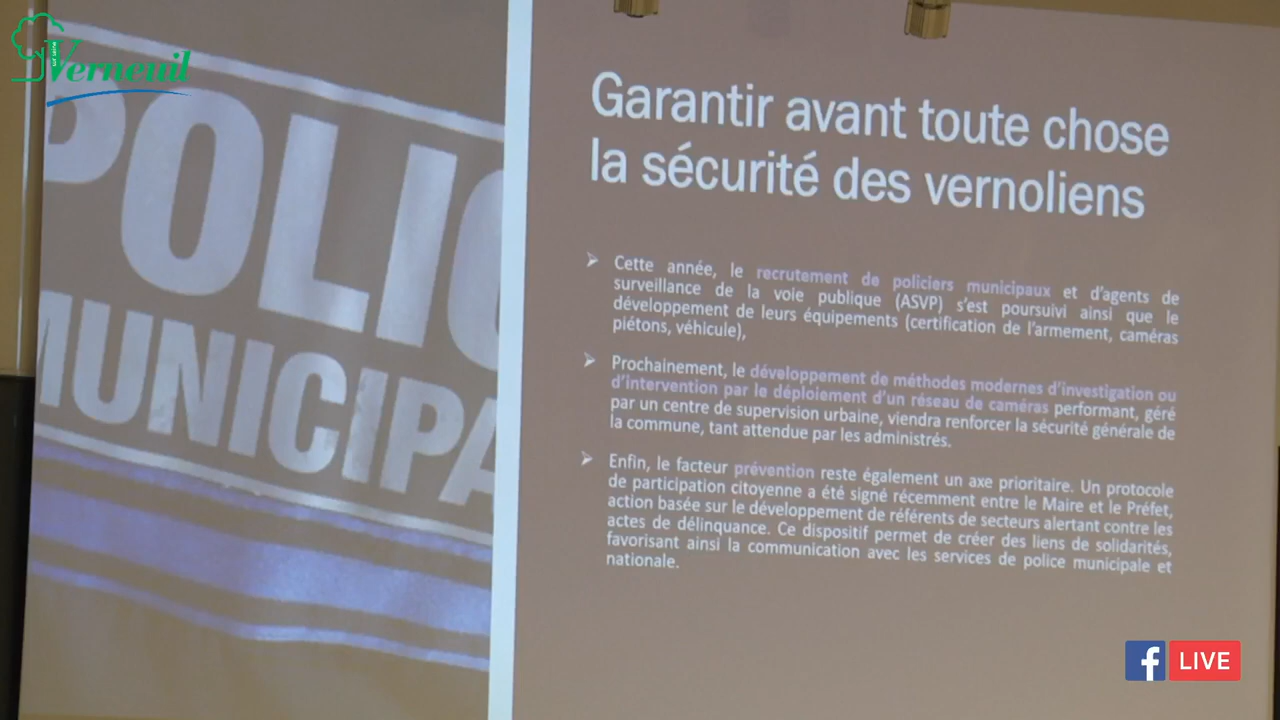 Verneuil
POLIC
MUNICIPA
Garantir avant toute chose
la sécurité des vernoliens
Cette année, le recrutement de policiers municipaux et d'agents de
surveillance de la voie publique (ASVP) s'est poursuivi ainsi que le
développement de leurs équipements (certification de l'armement, caméras
piétons, véhicule),
Prochainement, le développement de méthodes modernes d'investigation ou
d'intervention par le déploiement d'un réseau de caméras performant, géré
par un centre de supervision urbaine, viendra renforcer la sécurité générale de
la commune, tant attendue par les administrés.
Enfin, le facteur prévention reste également un axe prioritaire. Un protocole
de participation citoyenne a été signé récemment entre le Maire et le Préfet,
action basée sur le développement de référents de secteurs alertant contre les
actes de délinquance. Ce dispositif permet de créer des liens de solidarités,
favorisant ainsi la communication avec les services de police municipale et
nationale.
f LIVE